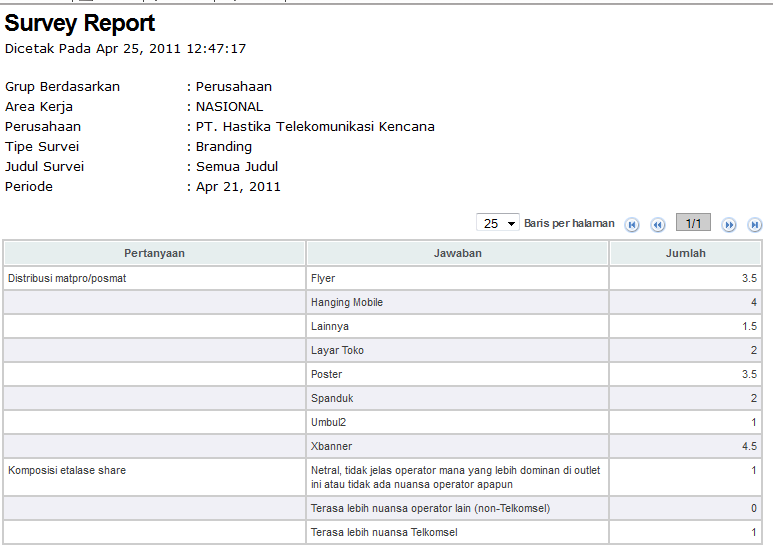 Survey Report
Dicetak Pada Apr 25, 2011 12:47:17
Grup Berdasarkan : Perusahaan
Area Kerja : NASIONAL
Perusahaan : PT. Hastika Telekomunikasi Kencana
Tipe Survei : Branding
Judul Survei : Semua Judul
Periode : Apr 21, 2011
25 Baris per halaman 1/1
Pertanyaan Jawaban Jumlah
Distribusi matpro/posmat Flyer 3.5
Hanging Mobile 4
Lainnya 1.5
Layar Toko 2
Poster 3.5
Spanduk 2
Umbul2 1
Xbanner 4.5
Komposisi etalase share Netral, tidak jelas operator mana yang lebih dominan di outlet 1
ini atau tidak ada nuansa operator apapun
Terasa lebih nuansa operator lain (non-Telkomsel) 0
Terasa lebih nuansa Telkomsel 1